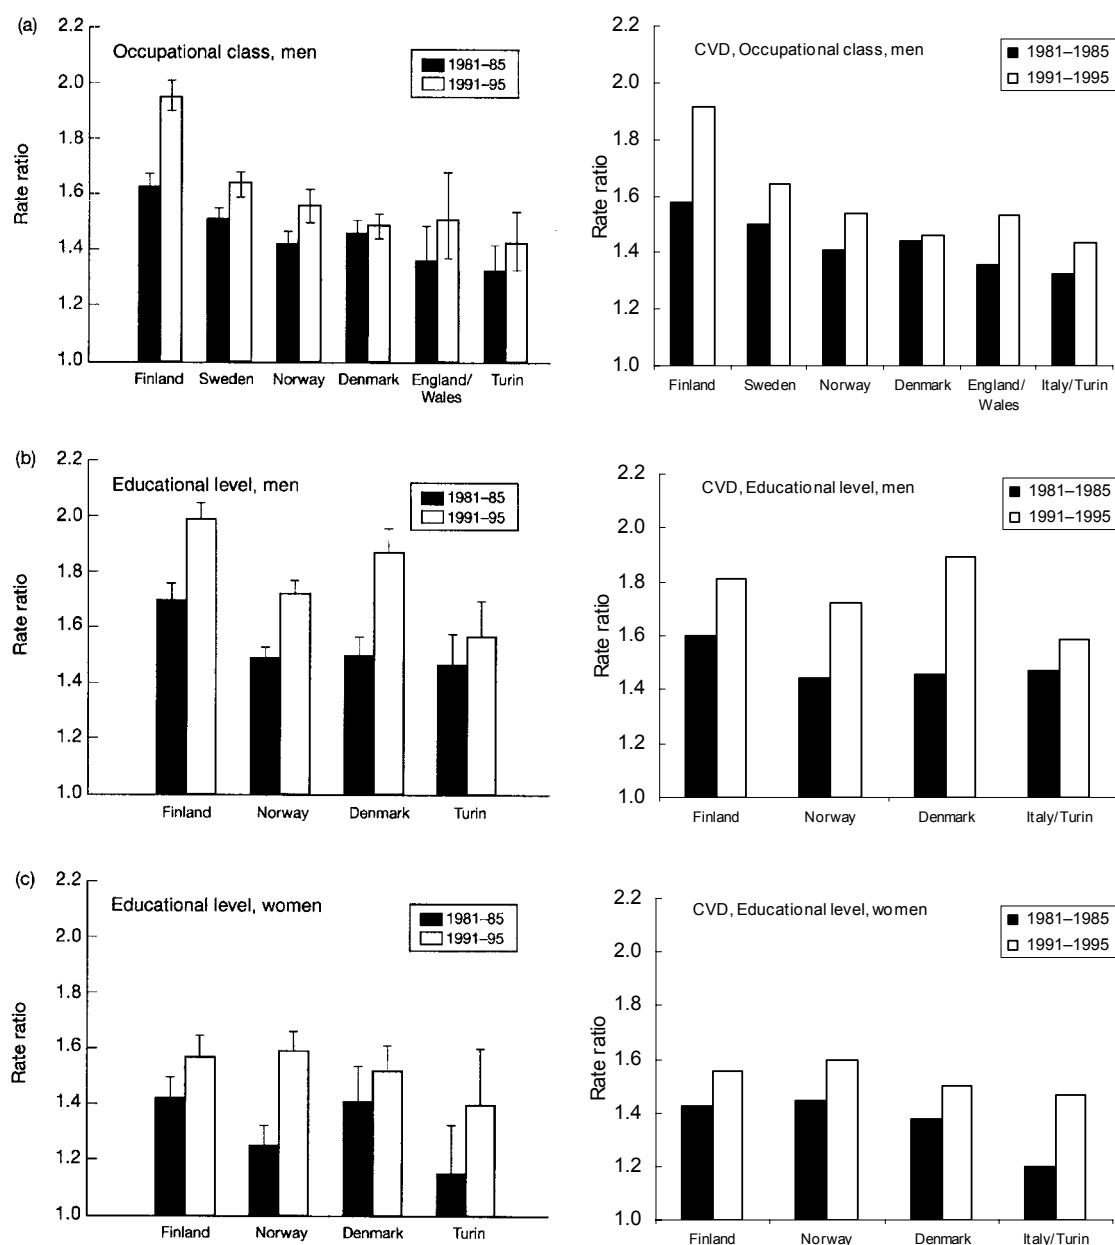 (a)
2.2
2.0
1.8
1.6
1.4
1.2
1.0
Rate ratio
Occupational class, men
1981–85
1991–95
Finland Sweden Norway Denmark England/ Turin
Wales
2.2
2.0
1.8
1.6
1.4
1.2
1.0
Rate ratio
CVD, Occupational class, men
1981–1985
1991–1995
Finland Sweden Norway Denmark England/ Italy/Turin
Wales
(b)
2.2
2.0
1.8
1.6
1.4
1.2
1.0
Rate ratio
Educational level, men
1981–85
1991–95
Finland Norway Denmark Turin
2.2
2.0
1.8
1.6
1.4
1.2
1.0
Rate ratio
CVD, Educational level, men
1981–1985
1991–1995
Finland Norway Denmark Italy/Turin
(c)
2.2
2.0
1.8
1.6
1.4
1.2
1.0
Rate ratio
Educational level, women
1981–85
1991–95
Finland Norway Denmark Turin
2.2
2.0
1.8
1.6
1.4
1.2
1.0
Rate ratio
CVD, Educational level, women
1981–1985
1991–1995
Finland Norway Denmark Italy/Turin